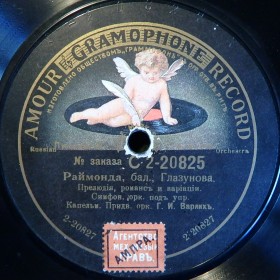 AMOUR GRAMOPHONE RECORD
Russian
Orchestra
№ заказа С 2-20825
Раймонда, бал., Глазунова.
Прелюдія, романсъ и варіаціи.
Симфон. орк. подъ упр.
Капельм. Придв. орк. Г. И. Варлихъ.
2-20827
2-20827
Агентство